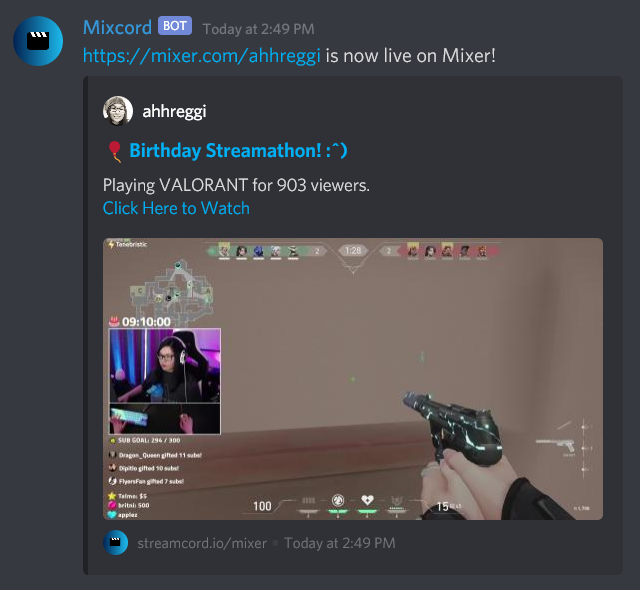 Mixcord BOT Today at 2:49 PM
https://mixer.com/ahhreggi is now live on Mixer!
ahhreggi
🎈 Birthday Streamathon! :^)
Playing VALORANT for 903 viewers.
Click Here to Watch
Tenebristic
2 1:28 2
09:10:00
SUB GOAL: 294 / 300
Dragon_Queen gifted 11 subs!
Dipitlo gifted 10 subs!
FlyersFan gifted 7 subs!
Telmo: $5
britni: 500
applez
100
15
streamcord.io/mixer • Today at 2:49 PM